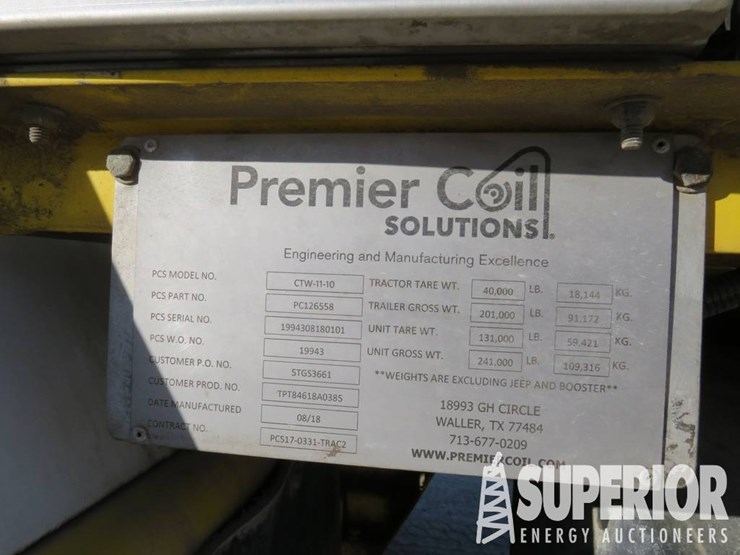 Premier Coil
SOLUTIONS
Engineering and Manufacturing Excellence
PCS MODEL NO. CTW-11-10 TRACTOR TARE WT. 40,000 LB. 18,144 KG.
PCS PART NO. PC126558 TRAILER GROSS WT. 201,000 LB. 91,172 KG.
PCS SERIAL NO. 1994308180101 UNIT TARE WT. 131,000 LB. 59,421 KG.
PCS W.O. NO. 19943 UNIT GROSS WT. 241,000 LB. 109,316 KG.
CUSTOMER P.O. NO. STGS3661 **WEIGHTS ARE EXCLUDING JEEP AND BOOSTER**
CUSTOMER PROD. NO. TPT84618A0385
DATE MANUFACTURED 08/18
CONTRACT NO. PCS17-0331-TRAC2
18993 GH CIRCLE
WALLER, TX 77484
713-677-0209
WWW.PREMIERCOIL.COM
SUPERIOR
ENERGY AUCTIONEERS